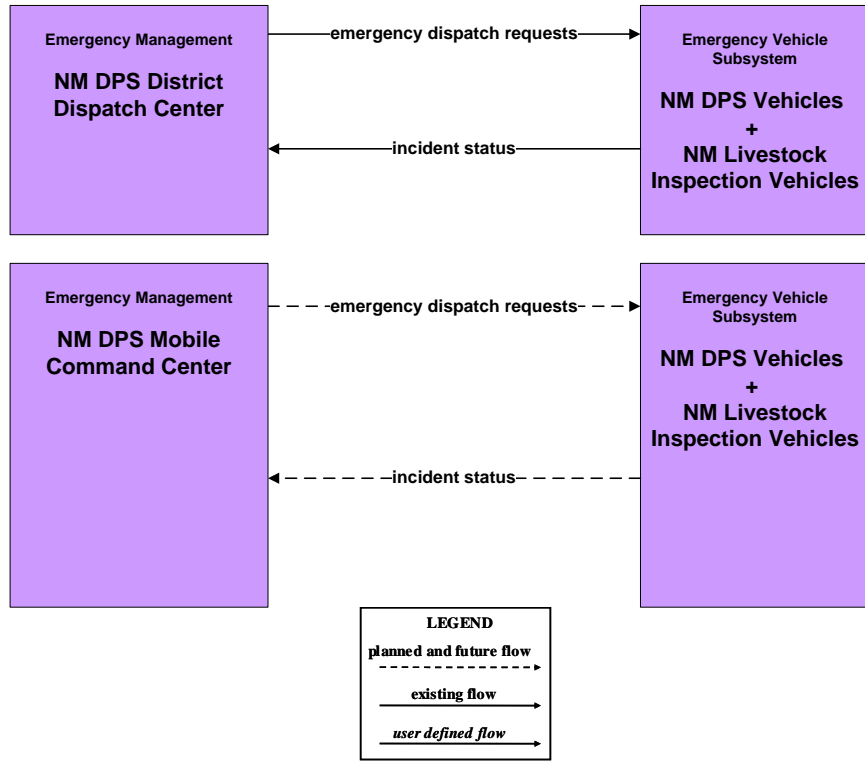 Emergency Management
NM DPS District
Dispatch Center
emergency dispatch requests
incident status
Emergency Vehicle
Subsystem
NM DPS Vehicles
+
NM Livestock
Inspection Vehicles
Emergency Management
NM DPS Mobile
Command Center
emergency dispatch requests
incident status
Emergency Vehicle
Subsystem
NM DPS Vehicles
+
NM Livestock
Inspection Vehicles
LEGEND
planned and future flow
existing flow
user defined flow